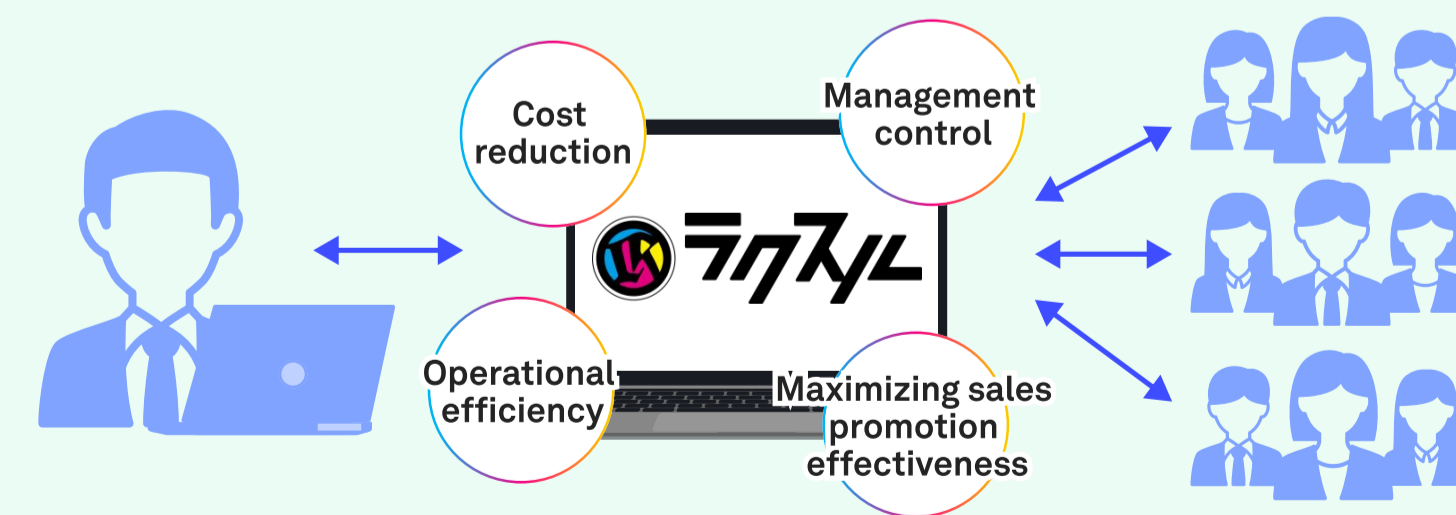 Cost
reduction
Management
control
ラクスル
Operational
efficiency
Maximizing sales
promotion
effectiveness